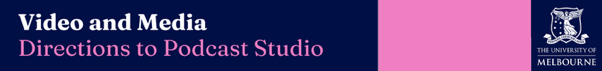 Video and Media
Directions to Podcast Studio
THE UNIVERSITY OF
MELBOURNE